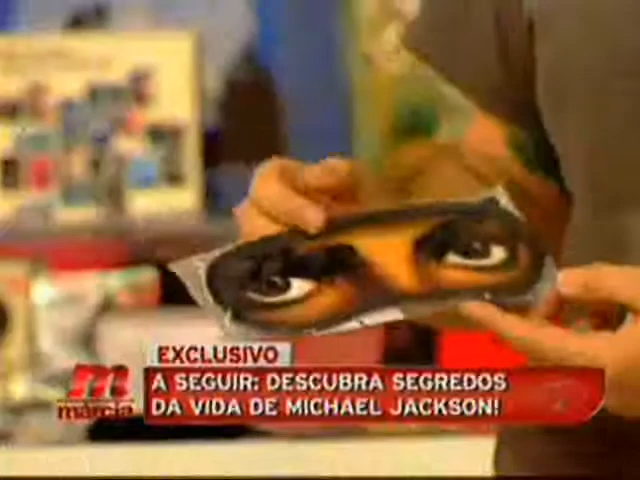 EXCLUSIVO
A SEGUIR: DESCUBRA SEGREDOS
DA VIDA DE MICHAEL JACKSON!
m
márcia